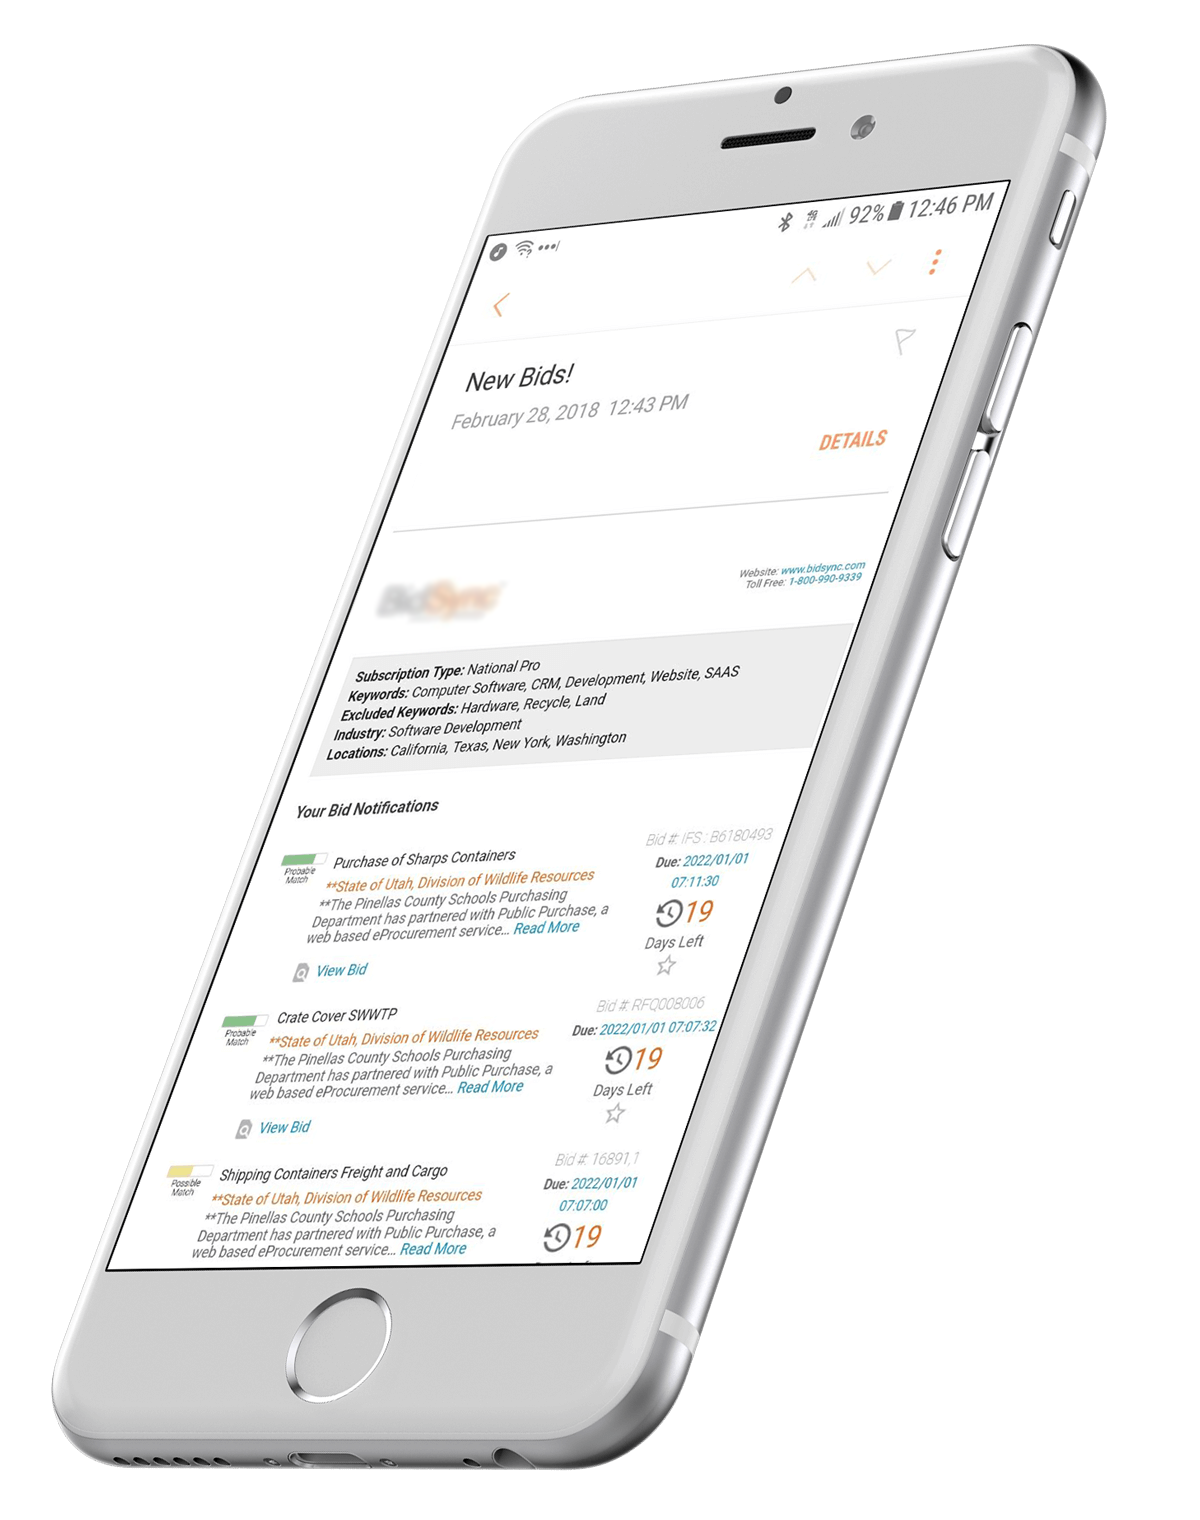 92% 12:46 PM
New Bids!
February 28, 2018 12:43 PM
DETAILS
BidSync
Website: www.bidsync.com
Toll Free: 1-800-990-9339
Subscription Type: National Pro
Keywords: Computer Software, CRM, Development, Website, SAAS
Excluded Keywords: Hardware, Recycle, Land
Industry: Software Development
Locations: California, Texas, New York, Washington
Your Bid Notifications
Probable
Match
Purchase of Sharps Containers
**State of Utah, Division of Wildlife Resources
**The Pinellas County Schools Purchasing
Department has partnered with Public Purchase, a
web based eProcurement service... Read More
View Bid
Bid #: IFS : B6180493
Due: 2022/01/01
07:11:30
19
Days Left
Probable
Match
Crate Cover SWWTP
**State of Utah, Division of Wildlife Resources
**The Pinellas County Schools Purchasing
Department has partnered with Public Purchase, a
web based eProcurement service... Read More
View Bid
Bid #: RFQ008006
Due: 2022/01/01 07:07:32
19
Days Left
Possible
Match
Shipping Containers Freight and Cargo
**State of Utah, Division of Wildlife Resources
**The Pinellas County Schools Purchasing
Department has partnered with Public Purchase, a
web based eProcurement service... Read More
Bid #: 16891,1
Due: 2022/01/01
07:07:00
19